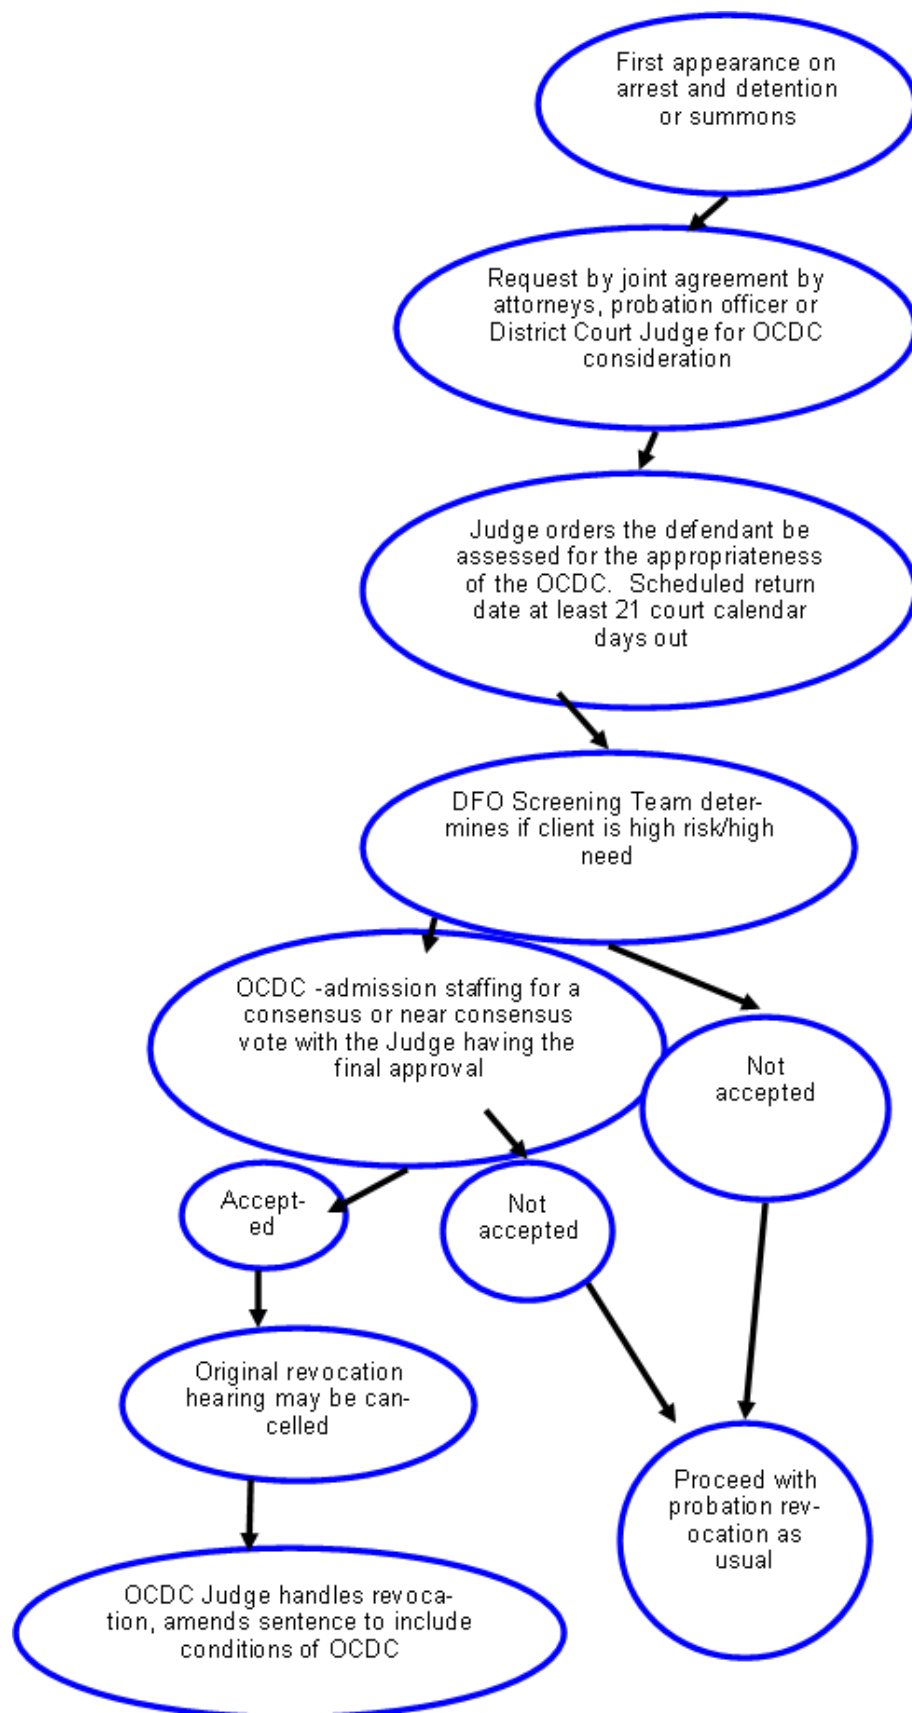 First appearance on
arrest and detention
or summons
Request by joint agreement by
attorneys, probation officer or
District Court Judge for OCDC
consideration
Judge orders the defendant be
assessed for the appropriateness
of the OCDC.  Scheduled return
date at least 21 court calendar
days out
DFO Screening Team deter-
mines if client is high risk/high
need
OCDC -admission staffing for a
consensus or near consensus
vote with the Judge having the
final approval
Not
accepted
Accept-
ed
Not
accepted
Original revocation
hearing may be can-
celled
Proceed with
probation rev-
ocation as
usual
OCDC Judge handles revoca-
tion, amends sentence to include
conditions of OCDC